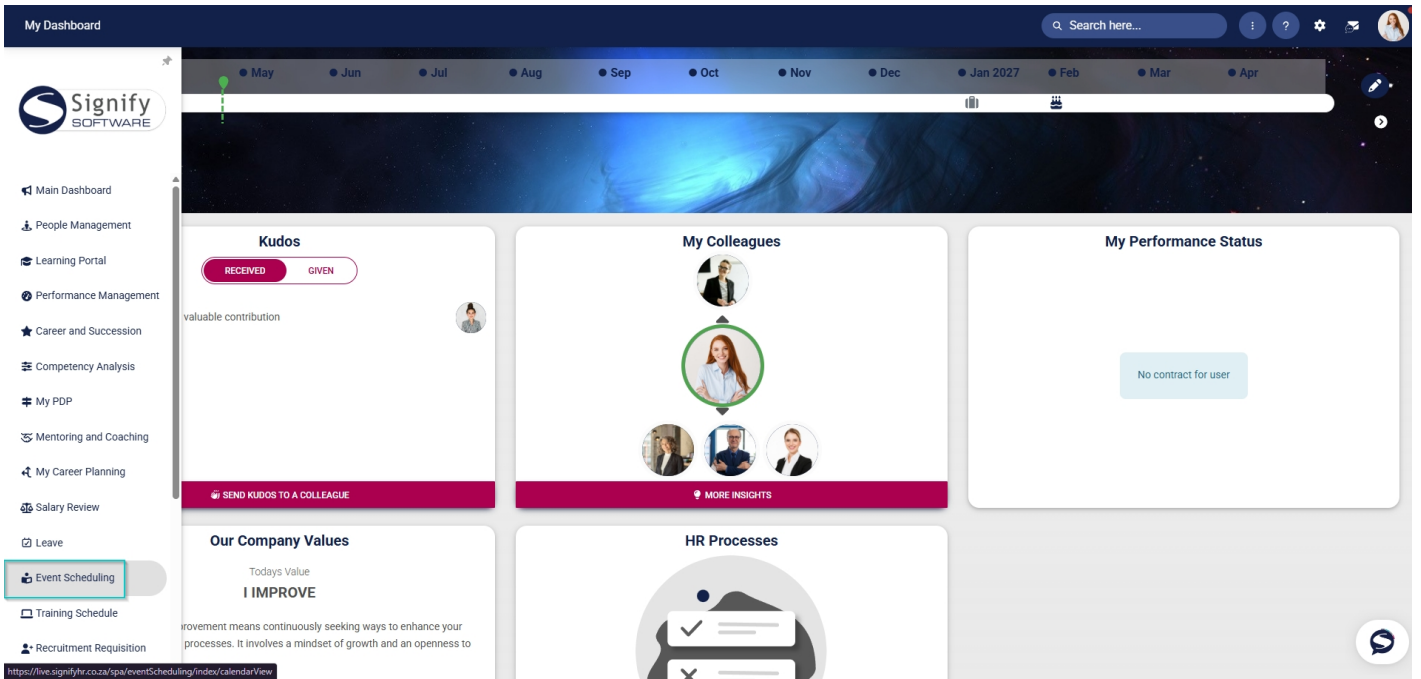 My Dashboard
Search here...
?
Signify
SOFTWARE
May
Jun
Jul
Aug
Sep
Oct
Nov
Dec
Jan 2027
Feb
Mar
Apr
Main Dashboard
People Management
Learning Portal
Performance Management
Career and Succession
Competency Analysis
My PDP
Mentoring and Coaching
My Career Planning
Salary Review
Leave
Event Scheduling
Training Schedule
Recruitment Requisition
https://live.signifyhr.co.za/spa/eventScheduling/index/calendarView
Kudos
RECEIVED
GIVEN
valuable contribution
SEND KUDOS TO A COLLEAGUE
My Colleagues
MORE INSIGHTS
My Performance Status
No contract for user
Our Company Values
Todays Value
I IMPROVE
provement means continuously seeking ways to enhance your
processes. It involves a mindset of growth and an openness to
HR Processes